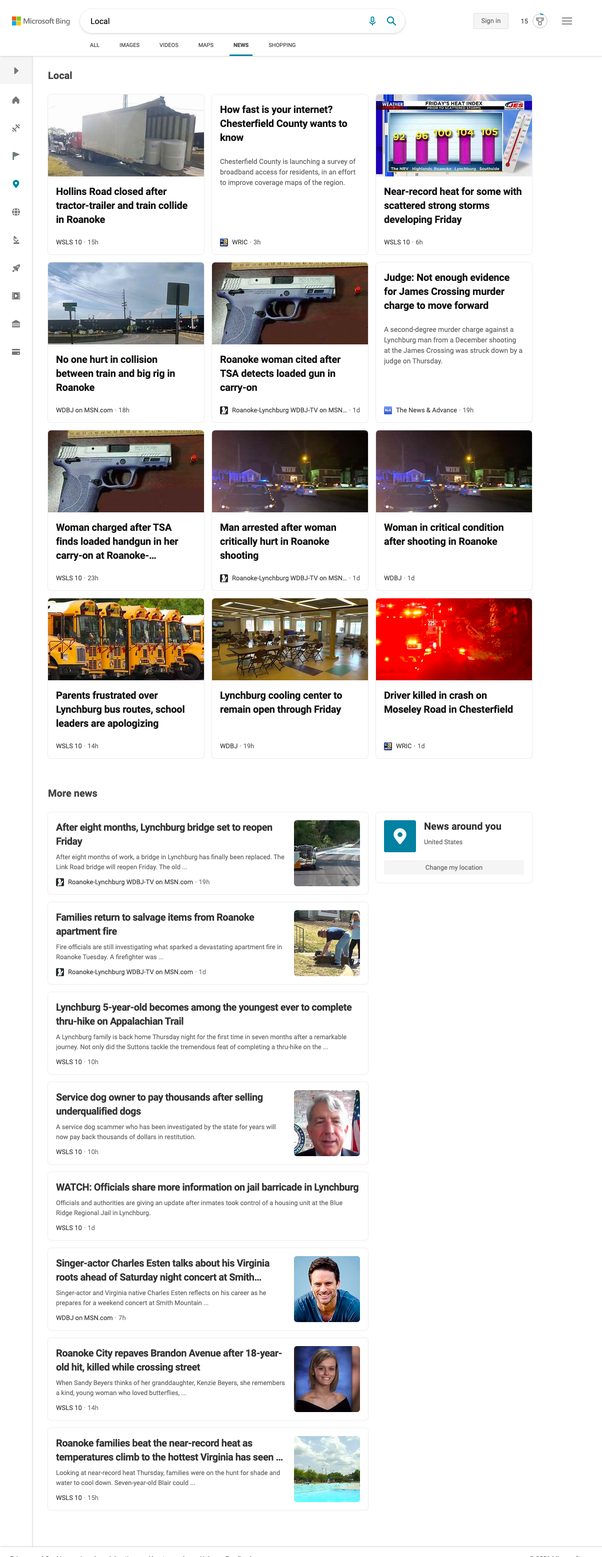 Microsoft Bing
Local
Sign in
15
ALL
IMAGES
VIDEOS
MAPS
NEWS
SHOPPING
Local
Hollins Road closed after
tractor-trailer and train collide
in Roanoke
WSLS 10 · 15h
How fast is your internet?
Chesterfield County wants to
know
Chesterfield County is launching a survey of
broadband access for residents, in an effort
to improve coverage maps of the region.
WRIC · 3h
WEATHER
FRIDAY'S HEAT INDEX
92 96 100 104 105
The NRV Highlands Roanoke Lynchburg Southside
Near-record heat for some with
scattered strong storms
developing Friday
WSLS 10 · 6h
No one hurt in collision
between train and big rig in
Roanoke
WDBJ on MSN.com · 18h
Roanoke woman cited after
TSA detects loaded gun in
carry-on
Roanoke-Lynchburg WDBJ-TV on MSN... · 1d
Judge: Not enough evidence
for James Crossing murder
charge to move forward
A second-degree murder charge against a
Lynchburg man from a December shooting
at the James Crossing was struck down by a
judge on Thursday.
The News & Advance · 19h
Woman charged after TSA
finds loaded handgun in her
carry-on at Roanoke-...
WSLS 10 · 23h
Man arrested after woman
critically hurt in Roanoke
shooting
Roanoke-Lynchburg WDBJ-TV on MSN... · 1d
Woman in critical condition
after shooting in Roanoke
WDBJ · 1d
Parents frustrated over
Lynchburg bus routes, school
leaders are apologizing
WSLS 10 · 14h
Lynchburg cooling center to
remain open through Friday
WDBJ · 19h
Driver killed in crash on
Moseley Road in Chesterfield
WRIC · 1d
More news
After eight months, Lynchburg bridge set to reopen
Friday
After eight months of work, a bridge in Lynchburg has finally been replaced. The
Link Road bridge will reopen Friday. The old ...
Roanoke-Lynchburg WDBJ-TV on MSN.com · 19h
News around you
United States
Change my location
Families return to salvage items from Roanoke
apartment fire
Fire officials are still investigating what sparked a devastating apartment fire in
Roanoke Tuesday. A firefighter was ...
Roanoke-Lynchburg WDBJ-TV on MSN.com · 1d
Lynchburg 5-year-old becomes among the youngest ever to complete
thru-hike on Appalachian Trail
A Lynchburg family is back home Thursday night for the first time in seven months after a remarkable
journey. Not only did the Suttons tackle the tremendous feat of completing a thru-hike on the ...
WSLS 10 · 10h
Service dog owner to pay thousands after selling
underqualified dogs
A service dog scammer who has been investigated by the state for years will
now pay back thousands of dollars in restitution.
WSLS 10 · 10h
WATCH: Officials share more information on jail barricade in Lynchburg
Officials and authorities are giving an update after inmates took control of a housing unit at the Blue
Ridge Regional Jail in Lynchburg.
WSLS 10 · 1d
Singer-actor Charles Esten talks about his Virginia
roots ahead of Saturday night concert at Smith...
Singer-actor and Virginia native Charles Esten reflects on his career as he
prepares for a weekend concert at Smith Mountain ...
WDBJ on MSN.com · 7h
Roanoke City repaves Brandon Avenue after 18-year-
old hit, killed while crossing street
When Sandy Beyers thinks of her granddaughter, Kenzie Beyers, she remembers
a kind, young woman who loved butterflies, ...
WSLS 10 · 14h
Roanoke families beat the near-record heat as
temperatures climb to the hottest Virginia has seen ...
Looking at near-record heat Thursday, families were on the hunt for shade and
water to cool down. Seven-year-old Blair could ...
WSLS 10 · 15h